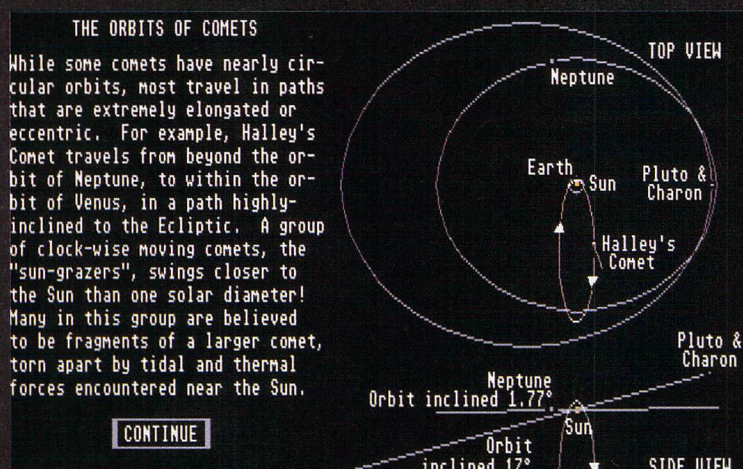 THE ORBITS OF COMETS
While some comets have nearly cir-
cular orbits, most travel in paths
that are extremely elongated or
eccentric. For example, Halley's
Comet travels from beyond the or-
bit of Neptune, to within the or-
bit of Venus, in a path highly-
inclined to the Ecliptic. A group
of clock-wise moving comets, the
"sun-grazers", swings closer to
the Sun than one solar diameter!
Many in this group are believed
to be fragments of a larger comet,
torn apart by tidal and thermal
forces encountered near the Sun.
CONTINUE
TOP VIEW
Neptune
Earth
Sun
Pluto &
Charon
Halley's
Comet
Pluto &
Charon
Neptune
Orbit inclined 1.77°
Sun
Orbit
inclined 17°
SIDE VIEW